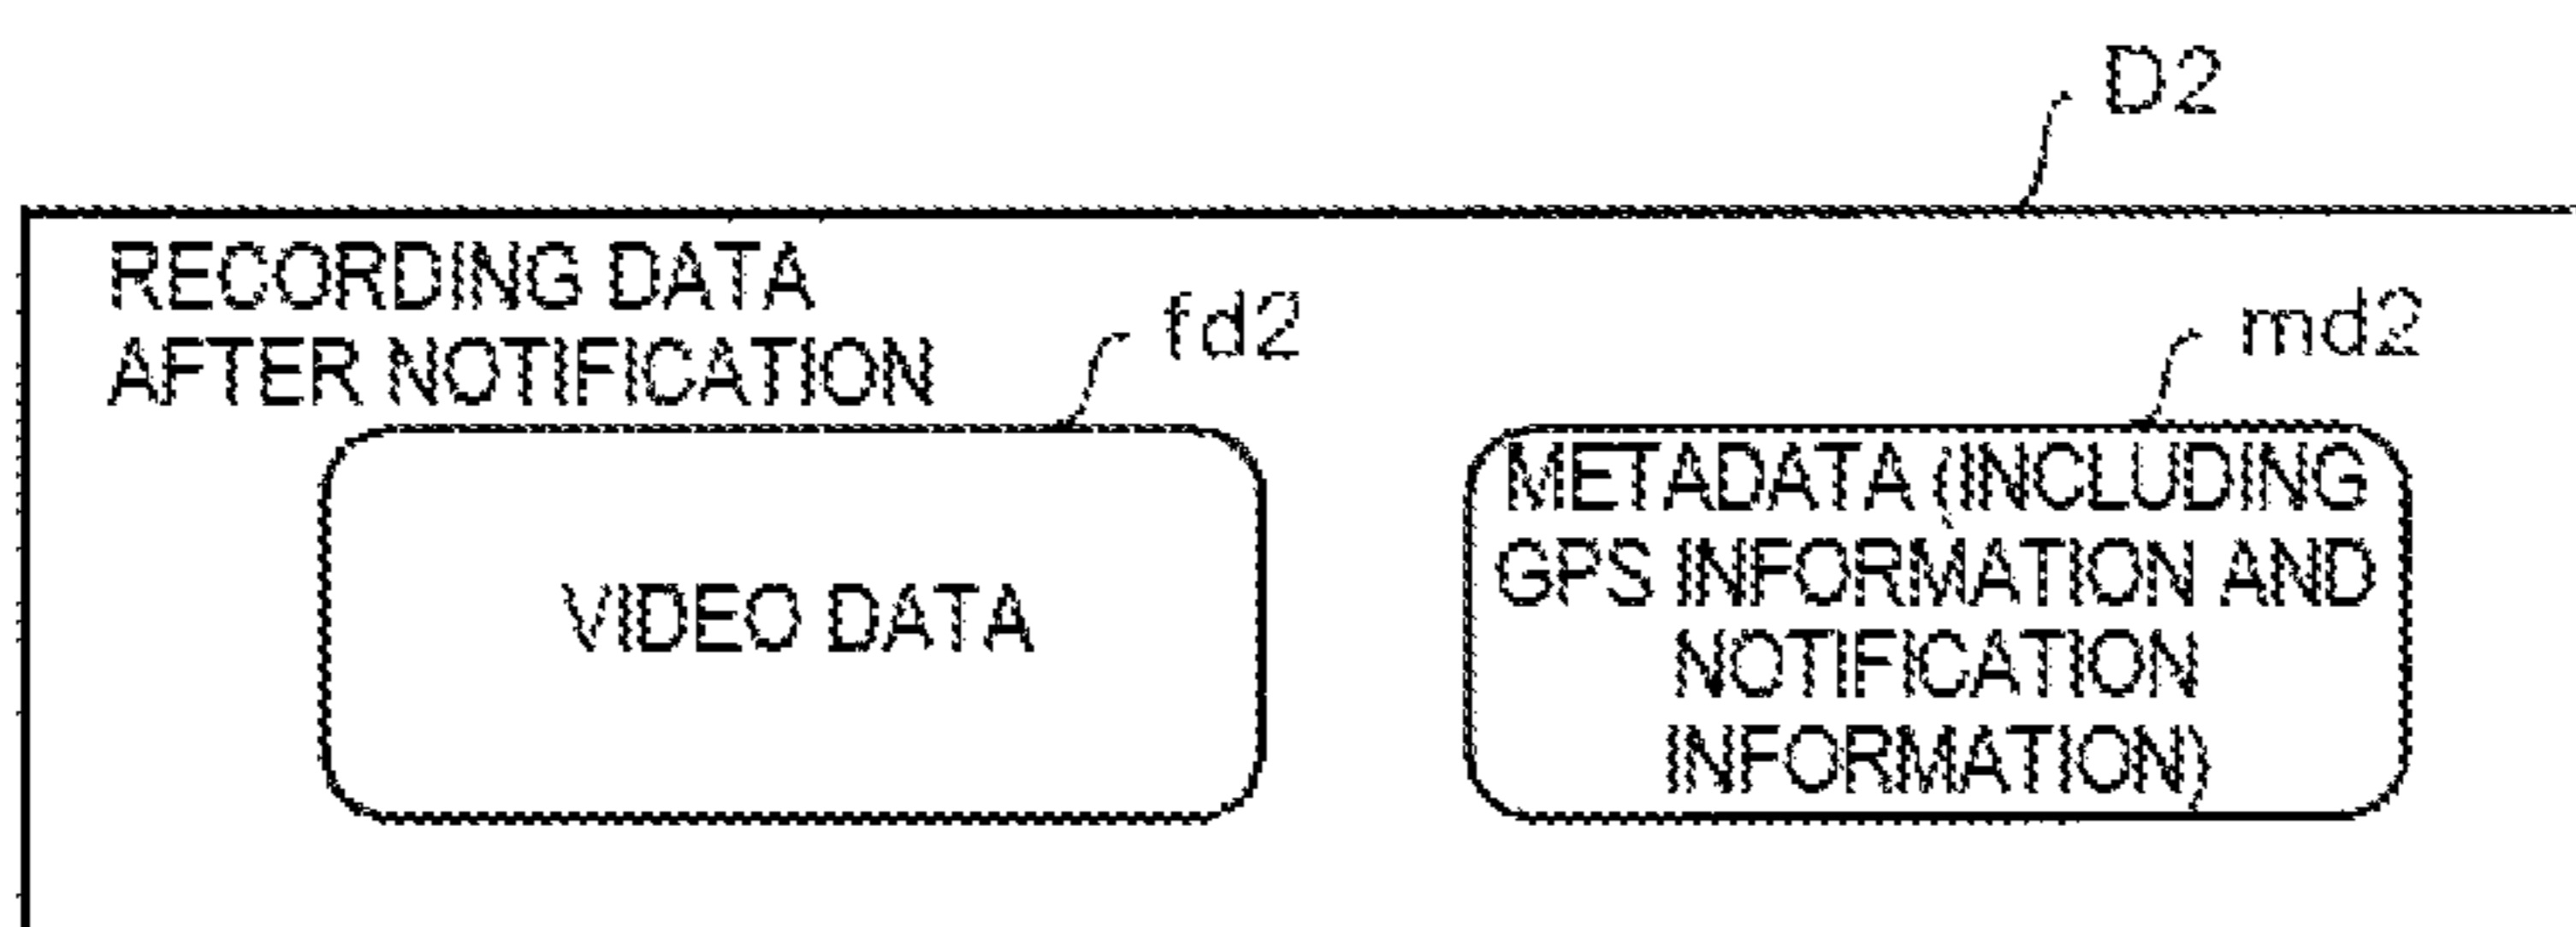 D2
RECORDING DATA
AFTER NOTIFICATION
fd2
md2
VIDEO DATA
METADATA (INCLUDING
GPS INFORMATION AND
NOTIFICATION
INFORMATION)